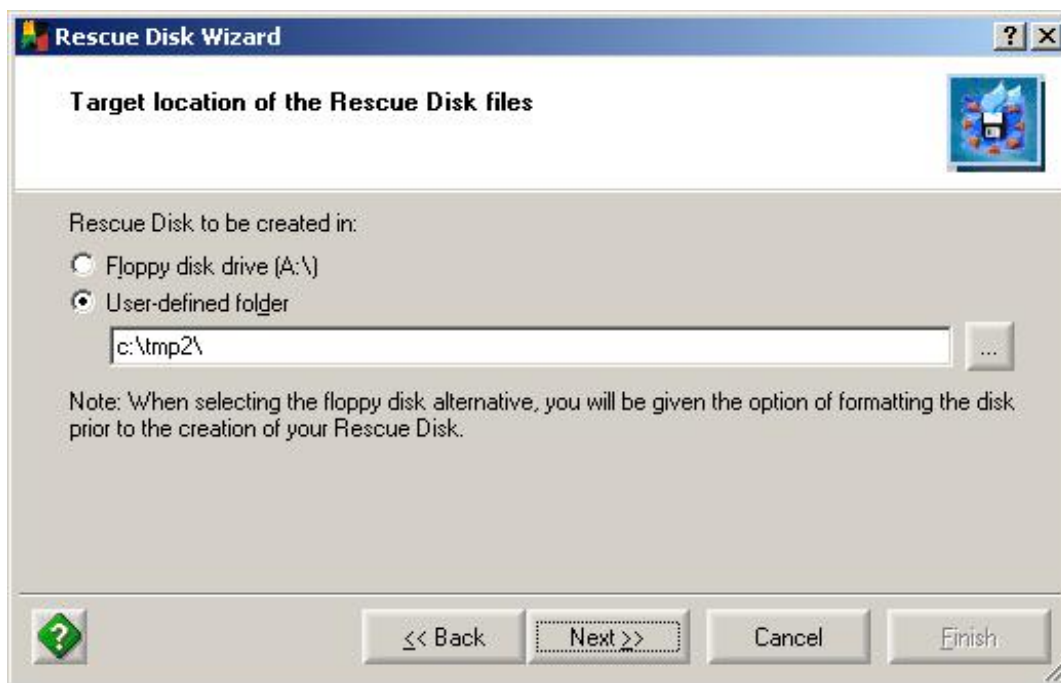 Rescue Disk Wizard
Target location of the Rescue Disk files
Rescue Disk to be created in:
Floppy disk drive (A:\)
User-defined folder
c:\tmp2\
...
Note: When selecting the floppy disk alternative, you will be given the option of formatting the disk
prior to the creation of your Rescue Disk.
<< Back
Next >>
Cancel
Finish